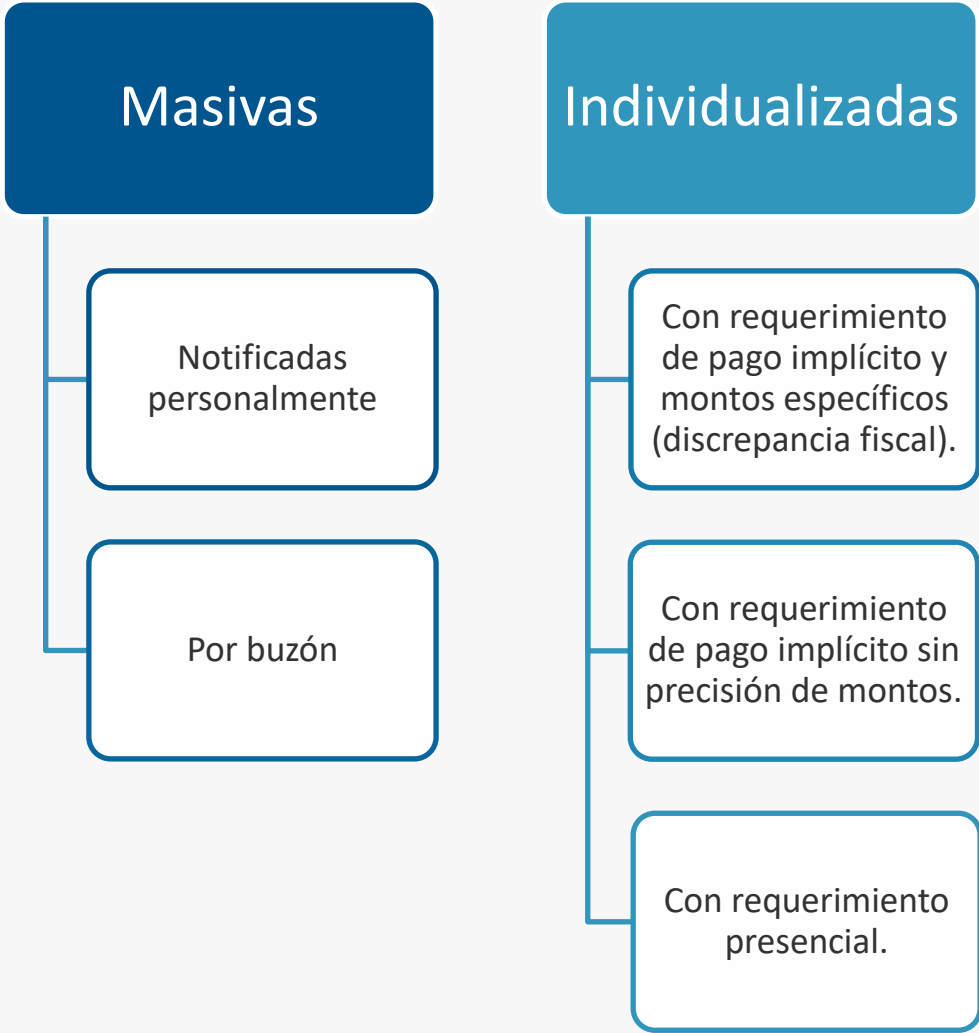 Masivas
Notificadas
personalmente
Por buzón
Individualizadas
Con requerimiento
de pago implícito y
montos específicos
(discrepancia fiscal).
Con requerimiento
de pago implícito sin
precisión de montos.
Con requerimiento
presencial.